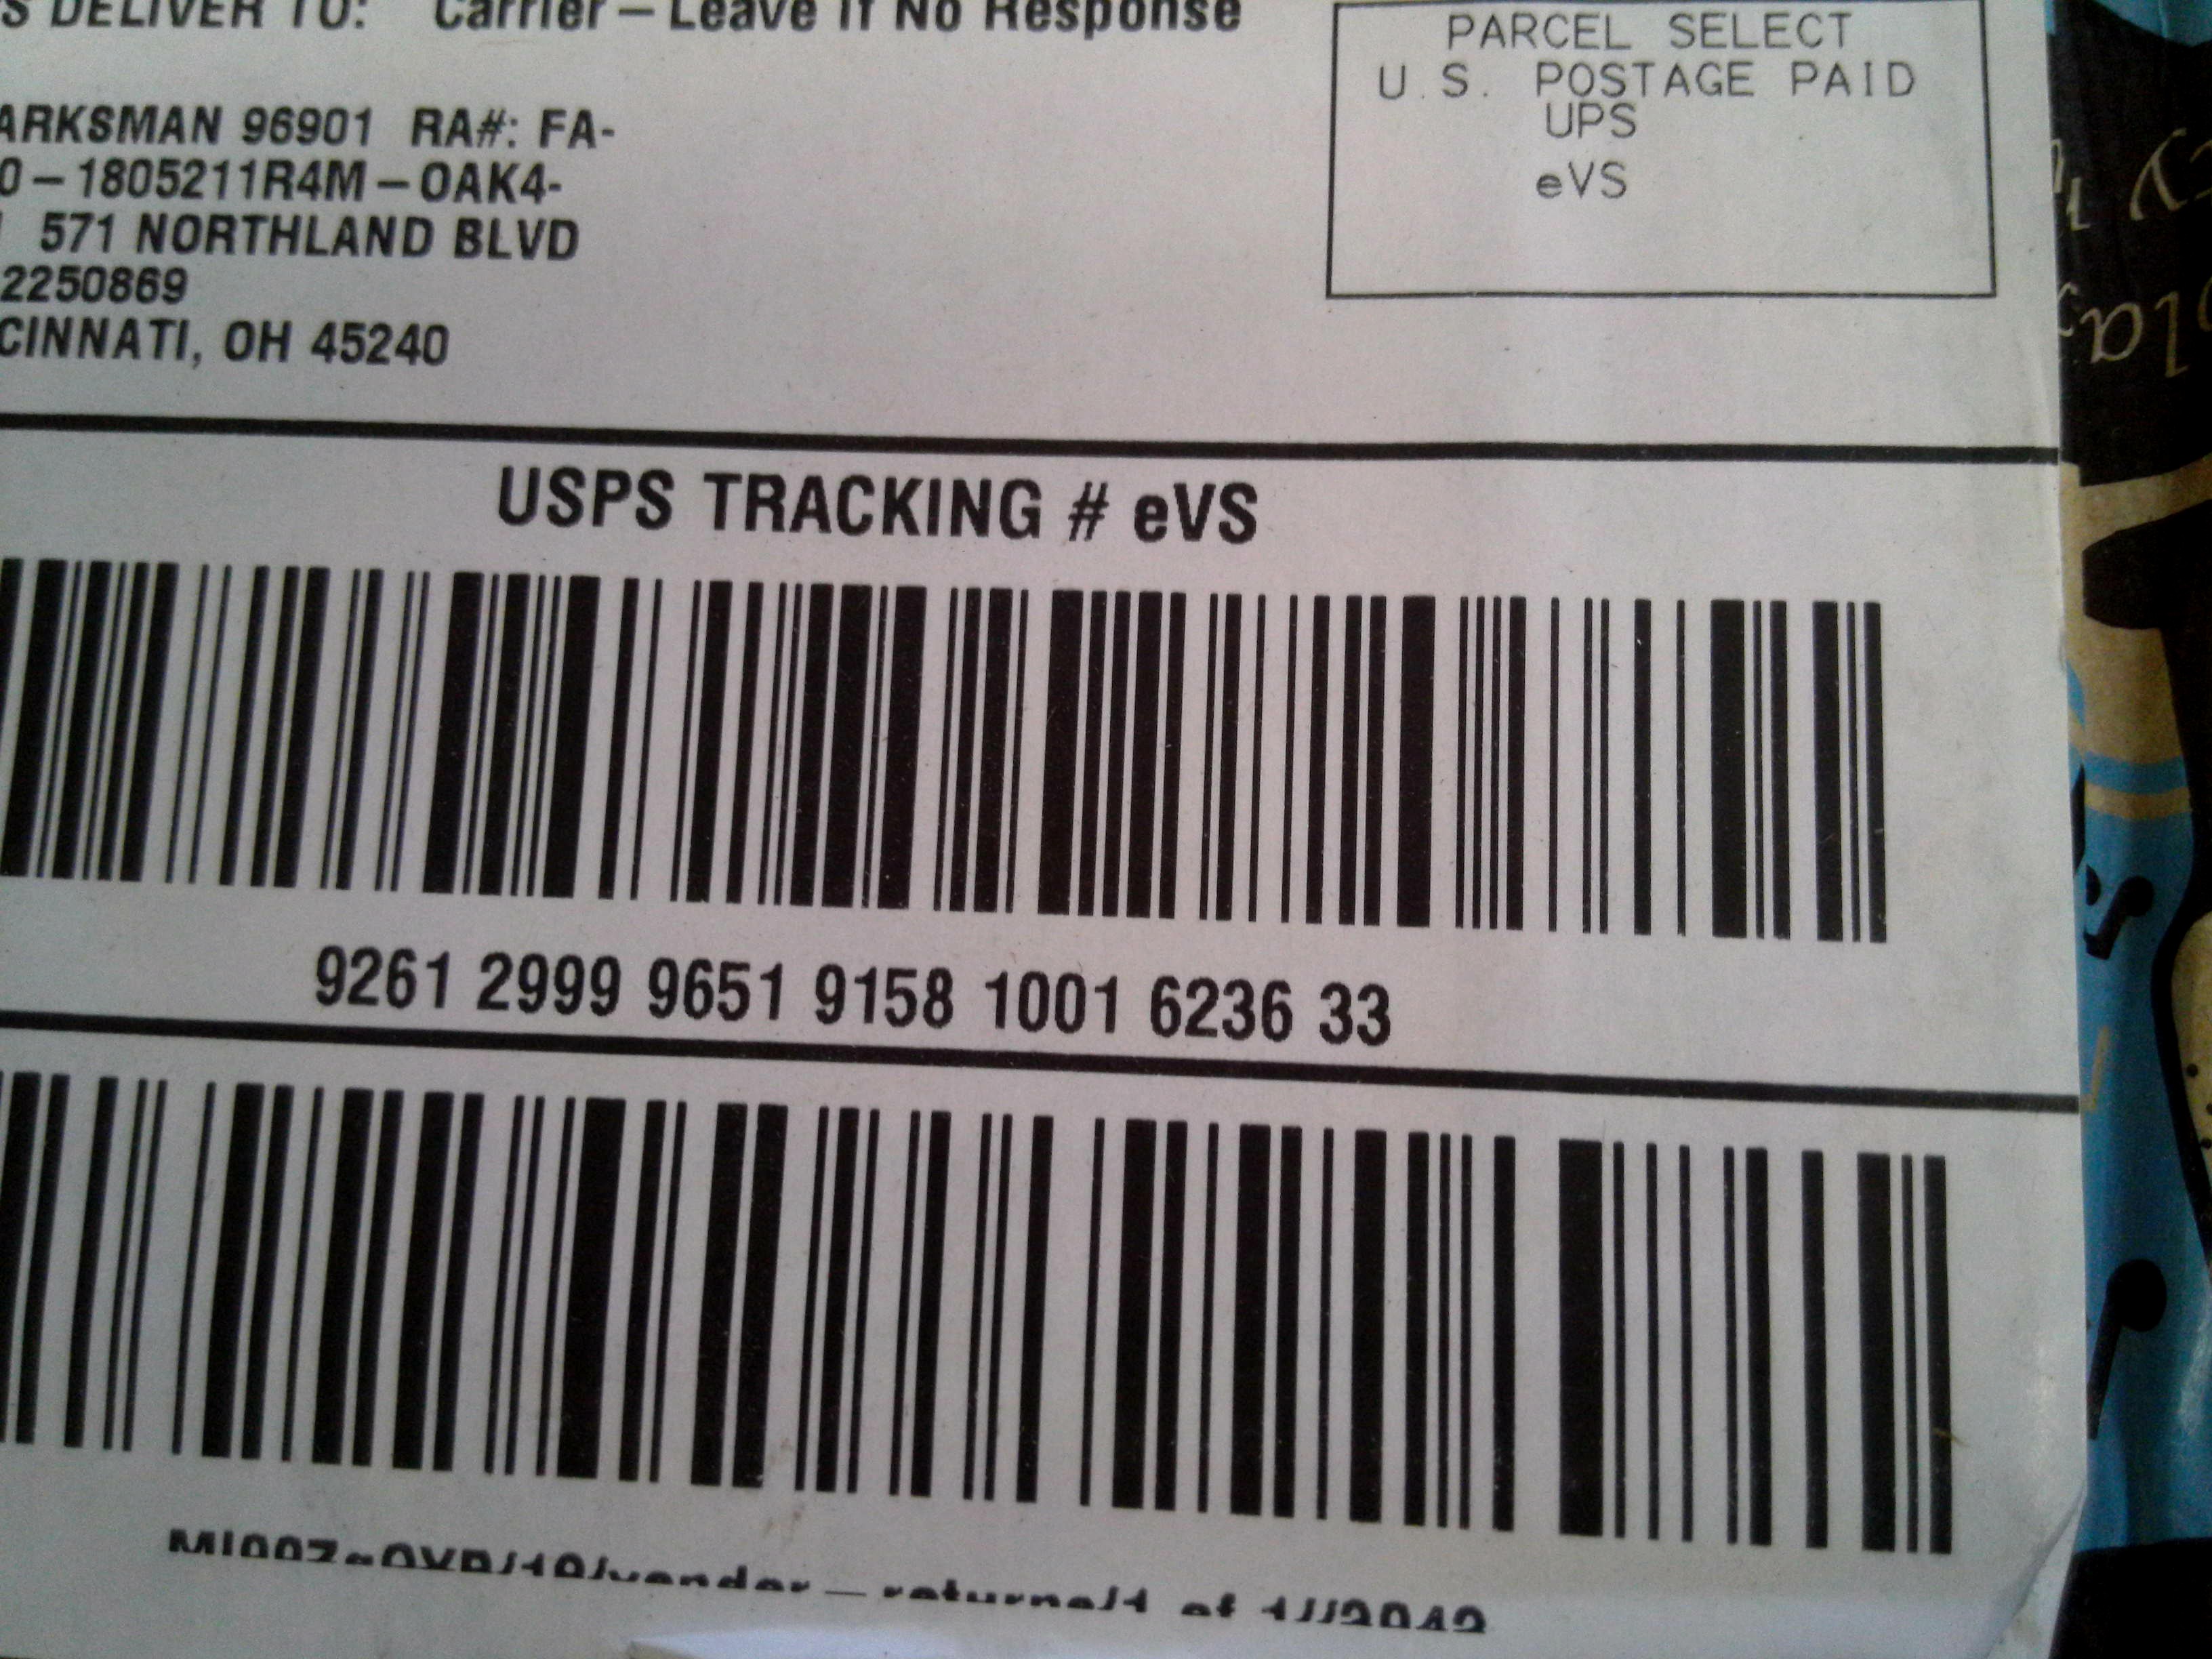 S DELIVER TO: Carrier – Leave If No Response
PARCEL SELECT
U.S. POSTAGE PAID
UPS
eVS
ARKSMAN 96901 RA#: FA-
0 – 1805211R4M – OAK4-
571 NORTHLAND BLVD
2250869
CINNATI, OH 45240
USPS TRACKING # eVS
9261 2999 9651 9158 1001 6236 33